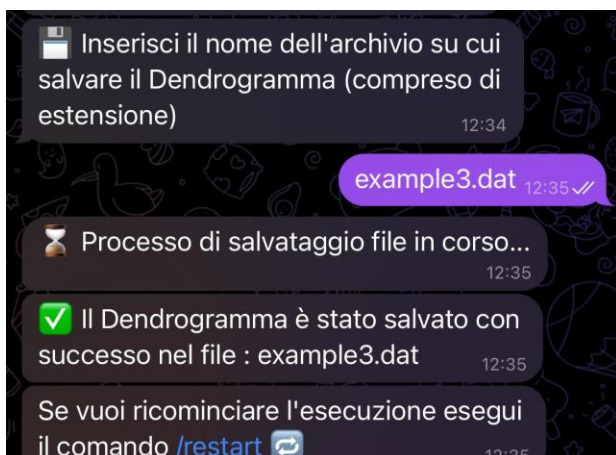 💾 Inserisci il nome dell'archivio su cui
salvare il Dendrogramma (compreso di
estensione)
12:34
example3.dat 12:35
⏳ Processo di salvataggio file in corso...
12:35
✅ Il Dendrogramma è stato salvato con
successo nel file : example3.dat 12:35
Se vuoi ricominciare l'esecuzione esegui
il comando /restart 🔁 12:35